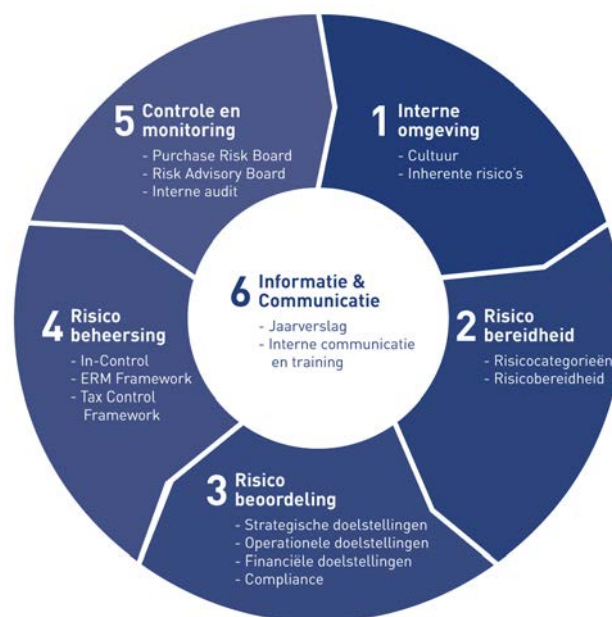 1 Interne
omgeving
- Cultuur
- Inherente risico's
2 Risico
bereidheid
- Risicocategorieën
- Risicobereidheid
3 Risico
beoordeling
- Strategische doelstellingen
- Operationele doelstellingen
- Financiële doelstellingen
- Compliance
4 Risico
beheersing
- In-Control
- ERM Framework
- Tax Control
Framework
5 Controle en
monitoring
- Purchase Risk Board
- Risk Advisory Board
- Interne audit
6 Informatie &
Communicatie
- Jaarverslag
- Interne communicatie
en training